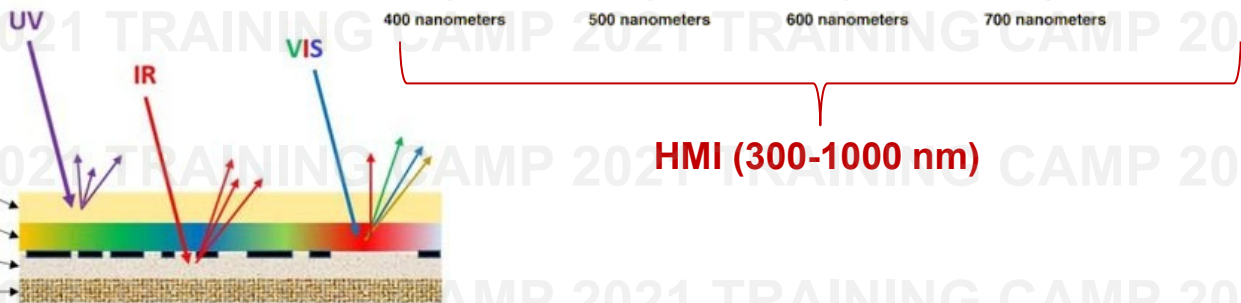 UV
400 nanometers 500 nanometers 600 nanometers 700 nanometers
2021 TRAINING CAMP 2021 TRAINING CAMP 20
VIS
IR
HMI (300-1000 nm)
2021 TRAINING CAMP 2021 TRAINING CAMP 20
AMP 2021 TRAINING CAMP 20